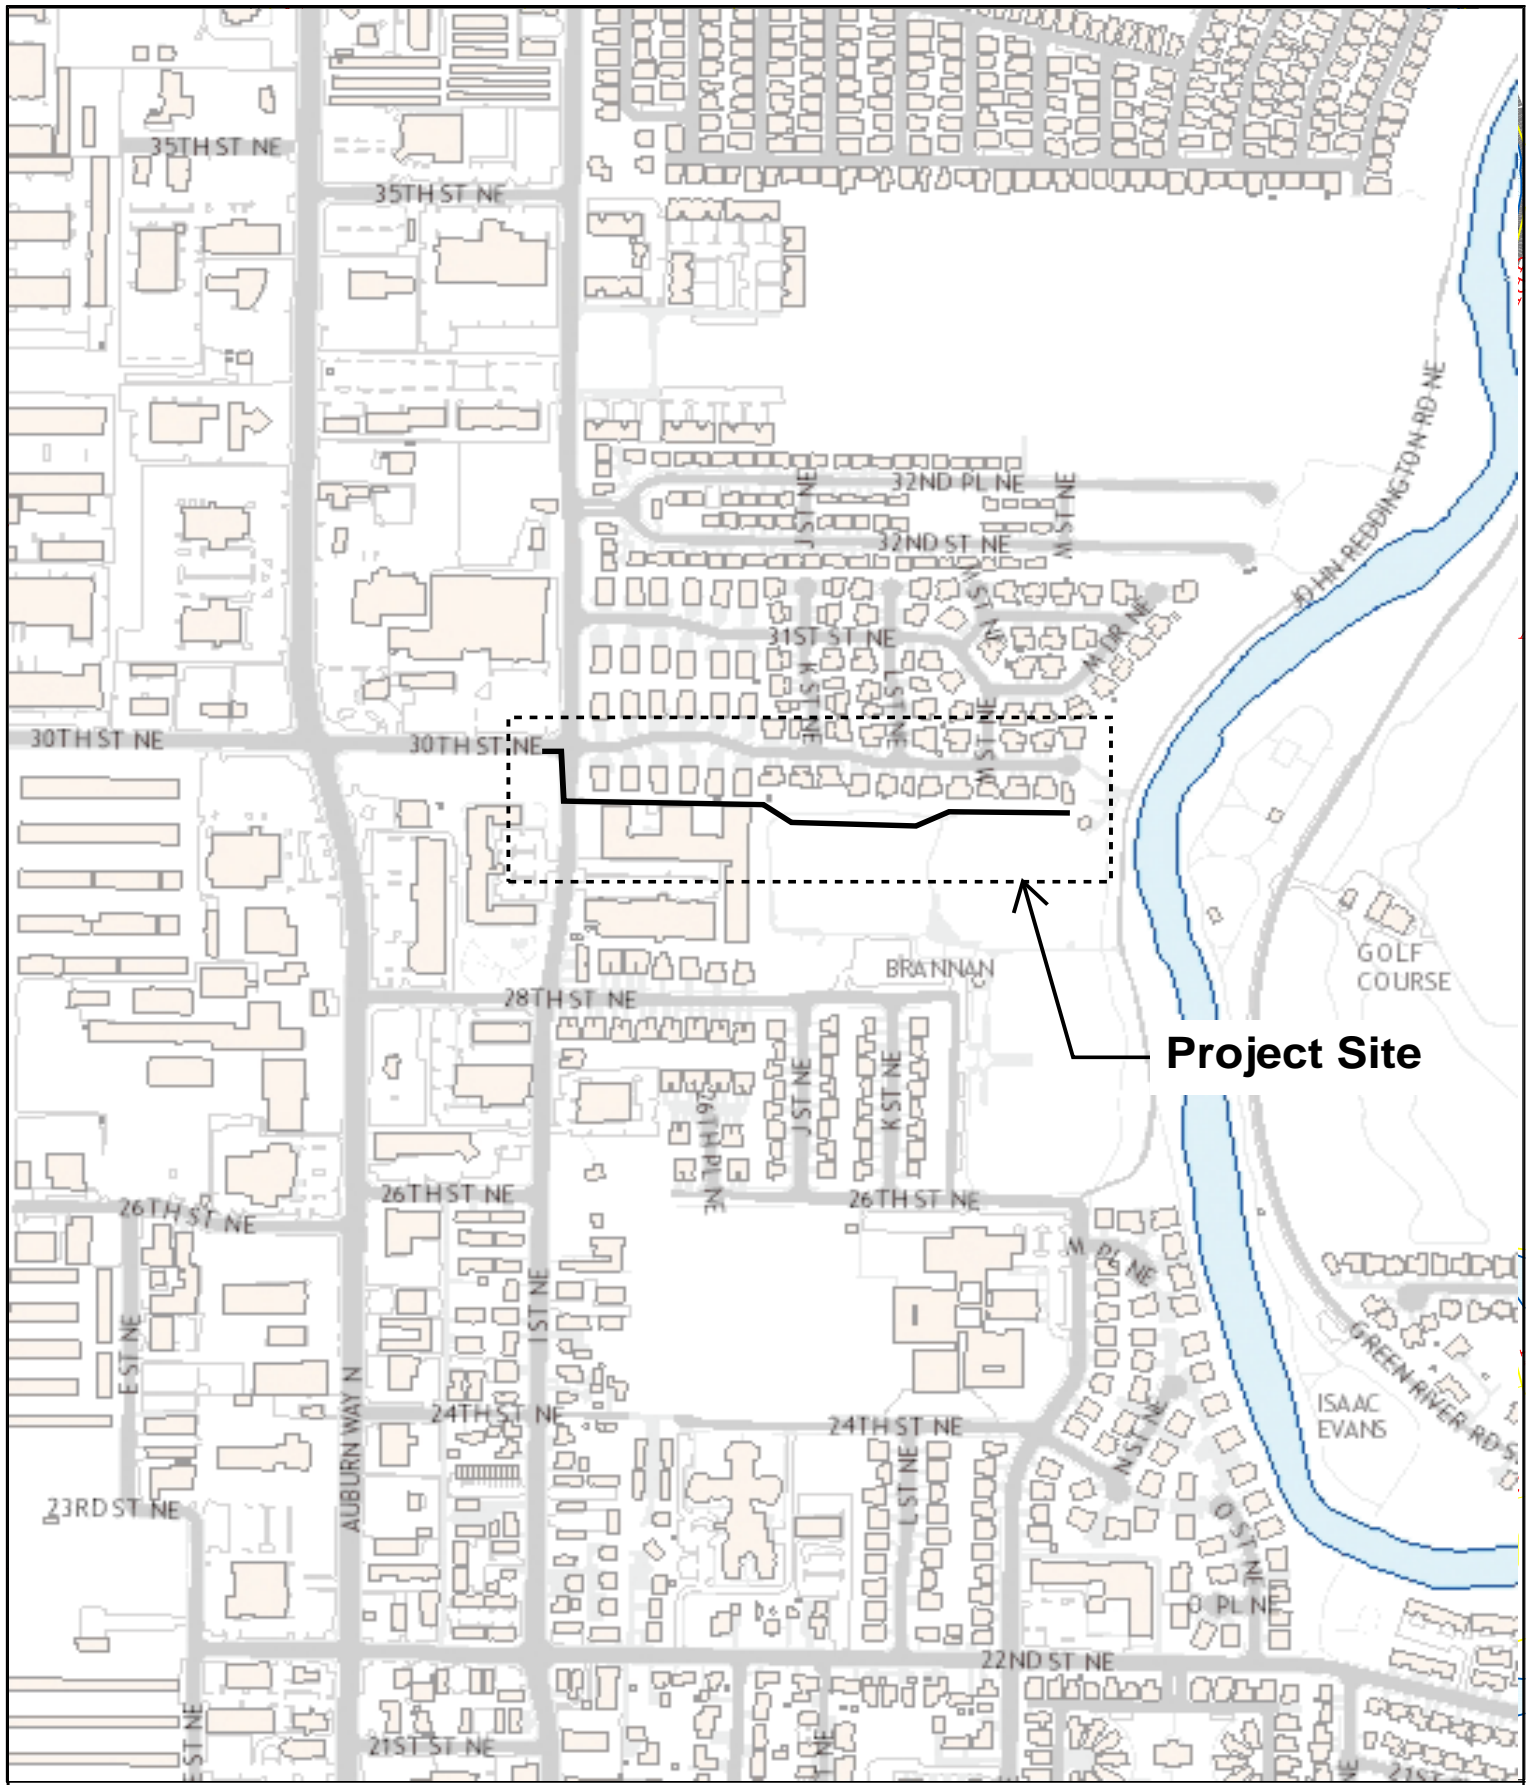 35TH ST NE
35TH ST NE
JOHN REDDINGTON RD NE
32ND PL NE
J ST NE
M ST NE
32ND ST NE
M ST NE
31ST ST NE
M DR NE
K ST NE
L ST NE
M ST NE
30TH ST NE
30TH ST NE
GOLF
COURSE
BRANNAN
28TH ST NE
Project Site
J ST NE
K ST NE
26TH PL NE
26TH ST NE
26TH ST NE
26TH ST NE
M PL NE
I ST NE
E ST NE
GREEN RIVER RD S
ISAAC
EVANS
AUBURN WAY N
24TH ST NE
24TH ST NE
N ST NE
L ST NE
23RD ST NE
O ST NE
O PL NE
22ND ST NE
E ST NE
21ST ST NE
NE
21ST